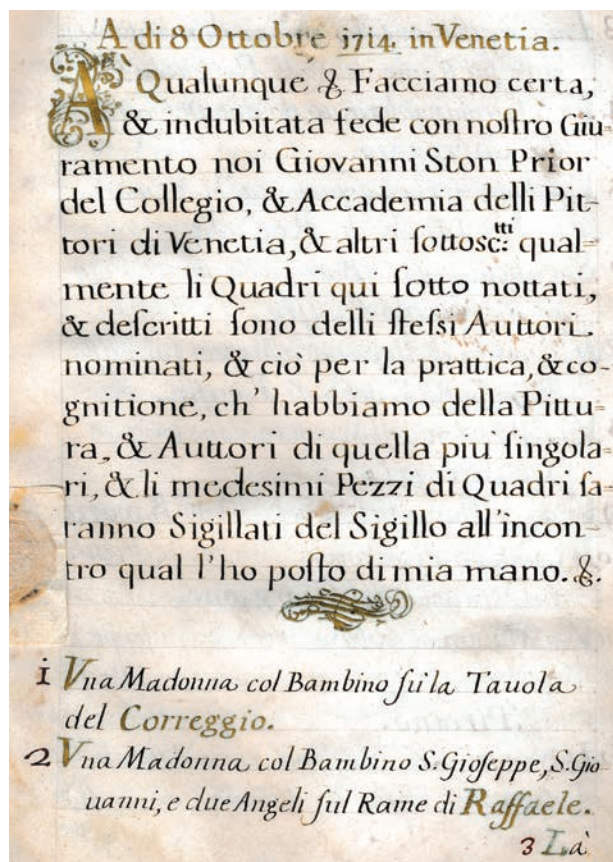 A di 8 Ottobre 1714. in Venetia.
A Qualunque &. Facciamo certa,
& indubitata fede con noſtro Giu=
ramento noi Giovanni Ston Prior
del Collegio, & Accademia delli Pit=
tori di Venetia, & altri ſottosc:tti qual=
mente li Quadri qui ſotto nottati,
& deſcritti ſono delli ſteſsi Auttori
nominati, & ciò per la prattica, & co-
gnitione, ch' habbiamo della Pittu=
ra, & Auttori di quella più ſingola=
ri, & li medesimi Pezzi di Quadri ſa=
ranno Sigillati del Sigillo all'incon
tro qual l'ho poſto di mia mano. &.
1 Vna Madonna col Bambino ſu la Tauola
del Correggio.
2 Vna Madonna col Bambino S. Gioſeppe, S. Gio
uanni, e due Angeli ſul Rame di Raffaele.
3 Là